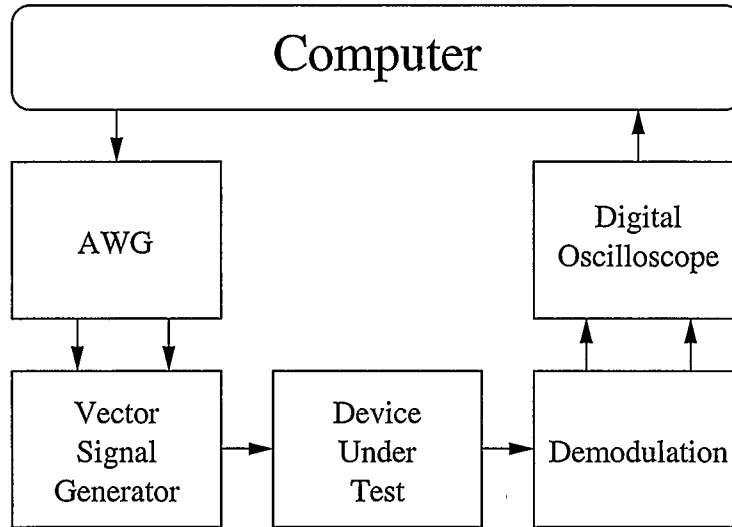 Computer
AWG
Digital
Oscilloscope
Vector
Signal
Generator
Device
Under
Test
Demodulation